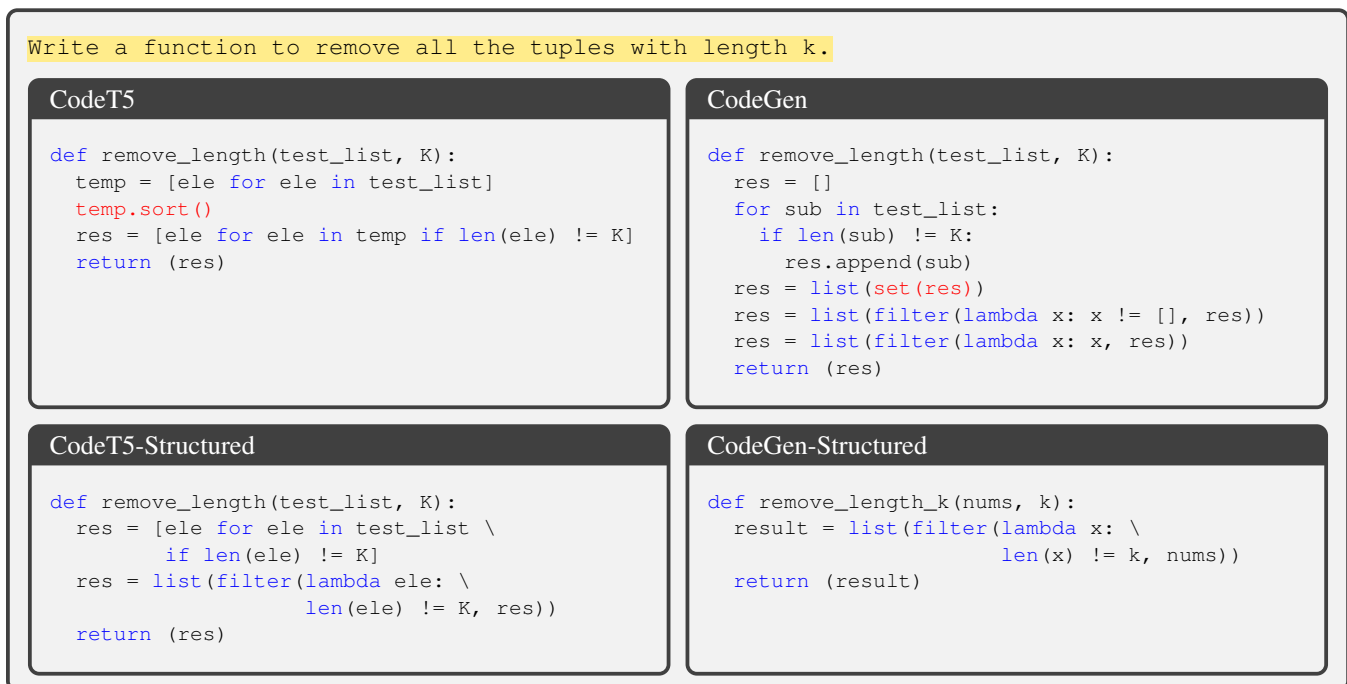 Write a function to remove all the tuples with length k.
CodeT5
def remove_length(test_list, K):
  temp = [ele for ele in test_list]
  temp.sort()
  res = [ele for ele in temp if len(ele) != K]
  return (res)
CodeGen
def remove_length(test_list, K):
  res = []
  for sub in test_list:
    if len(sub) != K:
      res.append(sub)
  res = list(set(res))
  res = list(filter(lambda x: x != [], res))
  res = list(filter(lambda x: x, res))
  return (res)
CodeT5-Structured
def remove_length(test_list, K):
  res = [ele for ele in test_list \
         if len(ele) != K]
  res = list(filter(lambda ele: \
                    len(ele) != K, res))
  return (res)
CodeGen-Structured
def remove_length_k(nums, k):
  result = list(filter(lambda x: \
                       len(x) != k, nums))
  return (result)